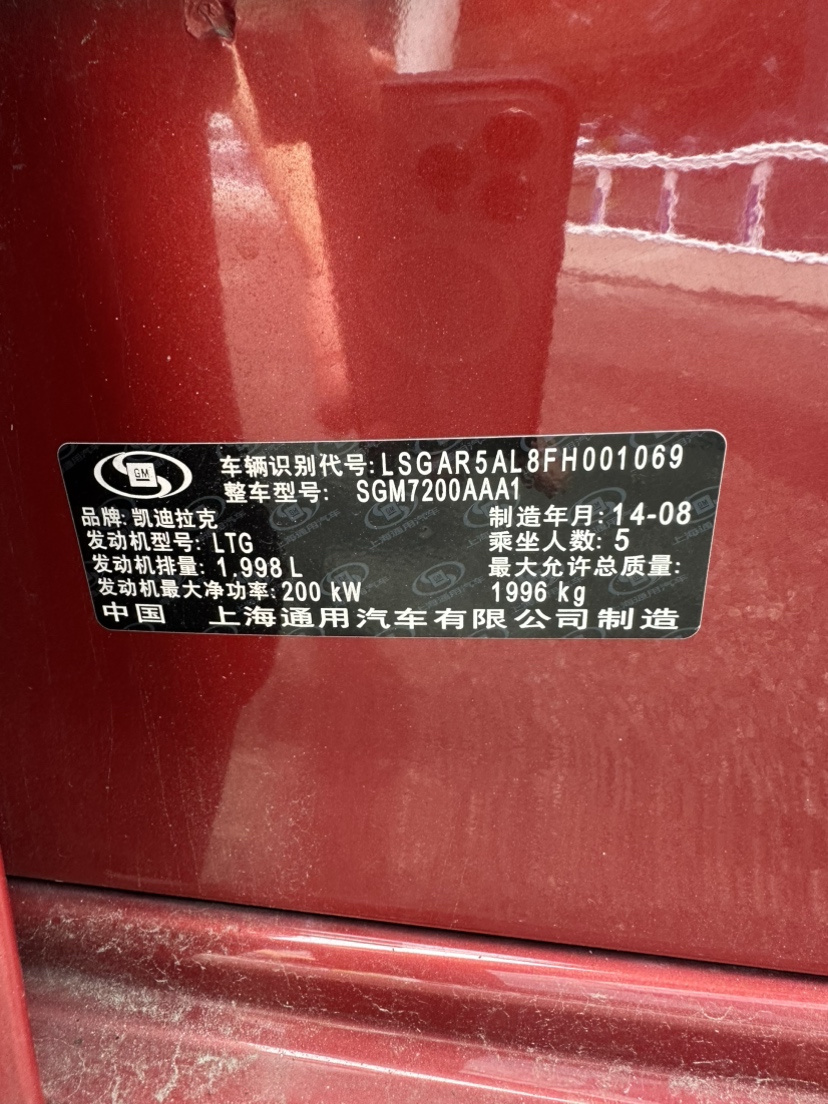 GM
车辆识别代号:LSGAR5AL8FH001069
整车型号: SGM7200AAA1
品牌:凯迪拉克 制造年月:14-08
发动机型号: LTG 乘坐人数: 5
发动机排量: 1.998 L 最大允许总质量:
发动机最大净功率:200 kW 1996 kg
中国 上海通用汽车有限公司制造